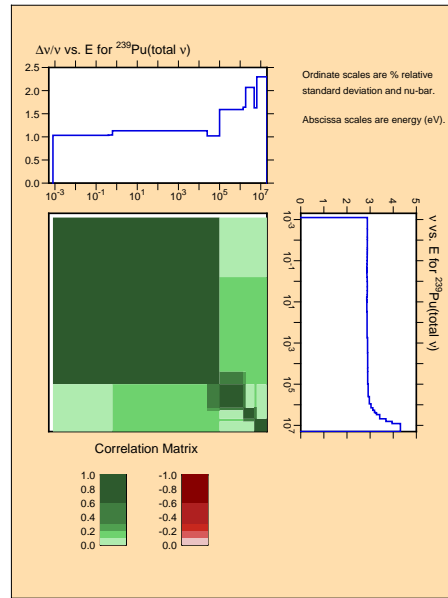 Δν/ν vs. E for ²³⁹Pu(total ν)
2.5
2.0
1.5
1.0
0.5
0.0
10⁻³ 10⁻¹ 10¹ 10³ 10⁵ 10⁷
Ordinate scales are % relative
standard deviation and nu-bar.
Abscissa scales are energy (eV).
0 1 2 3 4 5
10⁻³
10⁻¹
10¹
10³
10⁵
10⁷
ν vs. E for ²³⁹Pu(total ν)
Correlation Matrix
1.0 -1.0
0.8 -0.8
0.6 -0.6
0.4 -0.4
0.2 -0.2
0.0 0.0